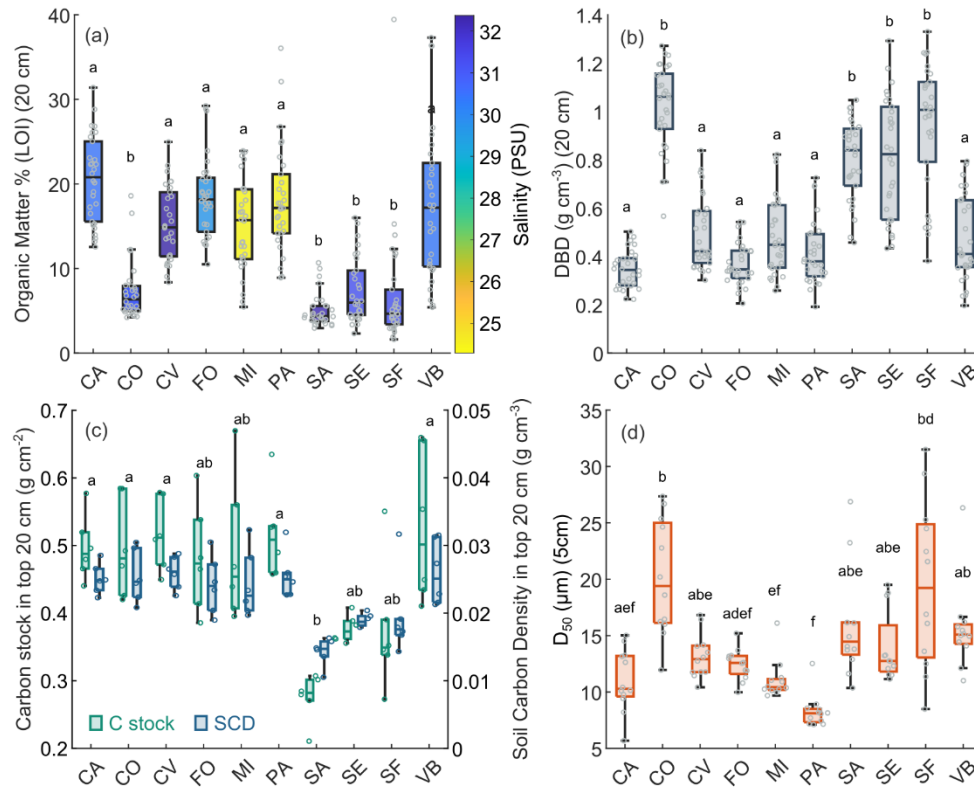 (a)
Organic Matter % (LOI) (20 cm)
40
30
20
10
0
a b a a a a b b b a
CA CO CV FO MI PA SA SE SF VB
Salinity (PSU)
32
31
30
29
28
27
26
25
(b)
DBD (g cm⁻³) (20 cm)
1.4
1.2
1
0.8
0.6
0.4
0.2
0
a b a a a a b b b a
CA CO CV FO MI PA SA SE SF VB
(c)
Carbon stock in top 20 cm (g cm⁻²)
0.7
0.6
0.5
0.4
0.3
0.2
a a a ab ab a b ab ab a
C stock SCD
CA CO CV FO MI PA SA SE SF VB
Soil Carbon Density in top 20 cm (g cm⁻³)
0.05
0.04
0.03
0.02
0.01
0
(d)
D₅₀ (μm) (5cm)
35
30
25
20
15
10
5
aef b abe adef ef f abe abe bd ab
CA CO CV FO MI PA SA SE SF VB